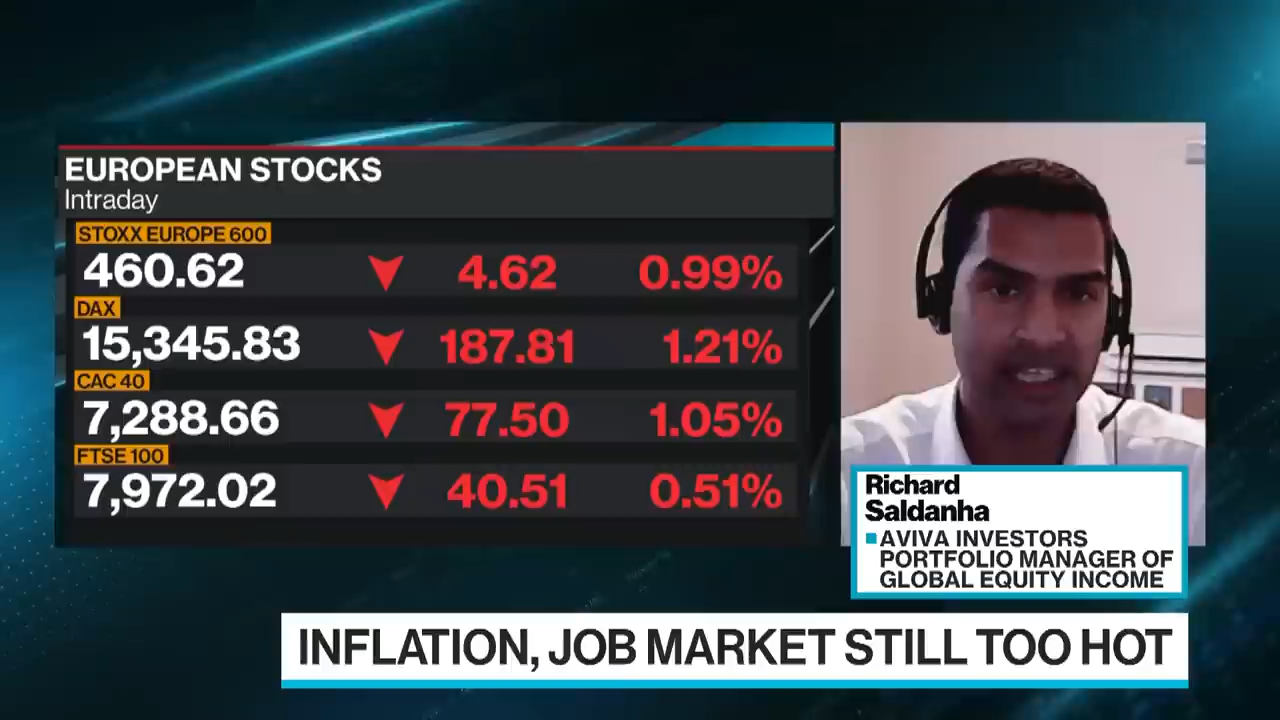 EUROPEAN STOCKS
Intraday
STOXX EUROPE 600
460.62 4.62 0.99%
DAX
15,345.83 187.81 1.21%
CAC 40
7,288.66 77.50 1.05%
FTSE 100
7,972.02 40.51 0.51%
Richard
Saldanha
AVIVA INVESTORS
PORTFOLIO MANAGER OF
GLOBAL EQUITY INCOME
INFLATION, JOB MARKET STILL TOO HOT